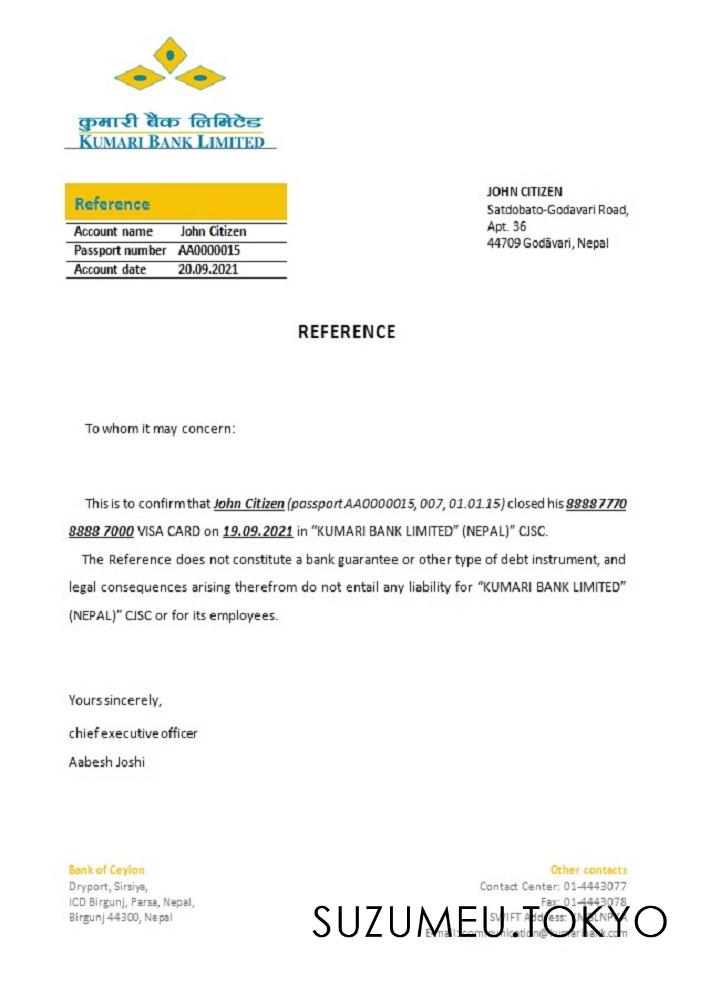 कुमारी बैंक लिमिटेड
KUMARI BANK LIMITED
Reference
Account name John Citizen
Passport number AA0000015
Account date 20.09.2021
JOHN CITIZEN
Satdobato-Godavari Road,
Apt. 36
44709 Godāvari, Nepal
REFERENCE
To whom it may concern:
This is to confirm that John Citizen (passport AA0000015, 007, 01.01.15) closed his 8888 7770
8888 7000 VISA CARD on 19.09.2021 in “KUMARI BANK LIMITED” (NEPAL)” CJSC.
The Reference does not constitute a bank guarantee or other type of debt instrument, and
legal consequences arising therefrom do not entail any liability for “KUMARI BANK LIMITED”
(NEPAL)” CJSC or for its employees.
Yours sincerely,
chief executive officer
Aabesh Joshi
Bank of Ceylon
Dryport, Sirsiya,
ICD Birgunj, Parsa, Nepal,
Birgunj 44300, Nepal
Other contacts
Contact Center: 01-4443077
Fax: 01-4443078
SWIFT Address:
SUZUMEU.TOKYO